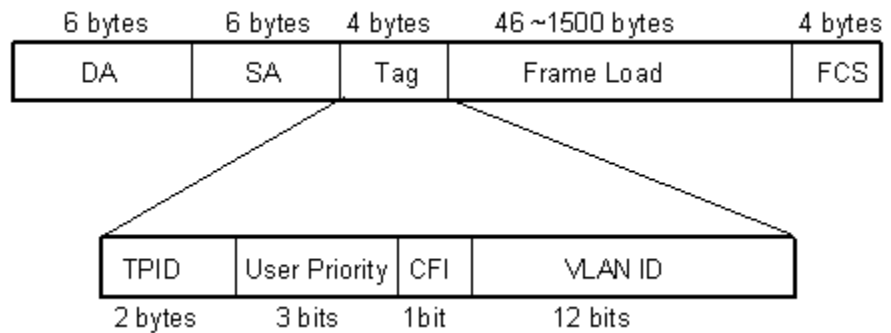 6 bytes 6 bytes 4 bytes 46 ~1500 bytes 4 bytes
DA SA Tag Frame Load FCS
TPID User Priority CFI VLAN ID
2 bytes 3 bits 1bit 12 bits